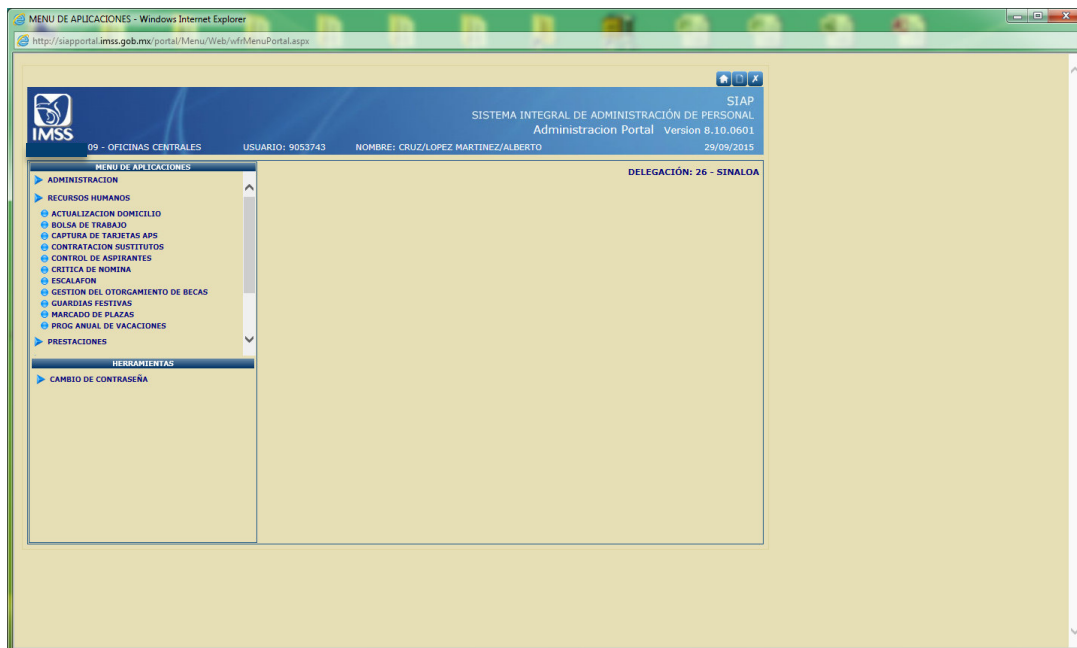 MENU DE APLICACIONES - Windows Internet Explorer
http://siapportal.imss.gob.mx/portal/Menu/Web/wfrMenuPortal.aspx
SIAP
SISTEMA INTEGRAL DE ADMINISTRACIÓN DE PERSONAL
Administracion Portal Version 8.10.0601
IMSS
09 - OFICINAS CENTRALES USUARIO: 9053743 NOMBRE: CRUZ/LOPEZ MARTINEZ/ALBERTO 29/09/2015
MENU DE APLICACIONES
DELEGACIÓN: 26 - SINALOA
ADMINISTRACION
RECURSOS HUMANOS
ACTUALIZACION DOMICILIO
BOLSA DE TRABAJO
CAPTURA DE TARJETAS APS
CONTRATACION SUSTITUTOS
CONTROL DE ASPIRANTES
CRITICA DE NOMINA
ESCALAFON
GESTION DEL OTORGAMIENTO DE BECAS
GUARDIAS FESTIVAS
MARCADO DE PLAZAS
PROG ANUAL DE VACACIONES
PRESTACIONES
HERRAMIENTAS
CAMBIO DE CONTRASEÑA